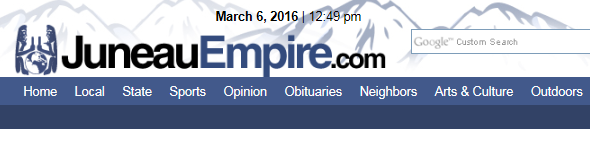 March 6, 2016 | 12:49 pm
JuneauEmpire.com
Google™ Custom Search
Home Local State Sports Opinion Obituaries Neighbors Arts & Culture Outdoors